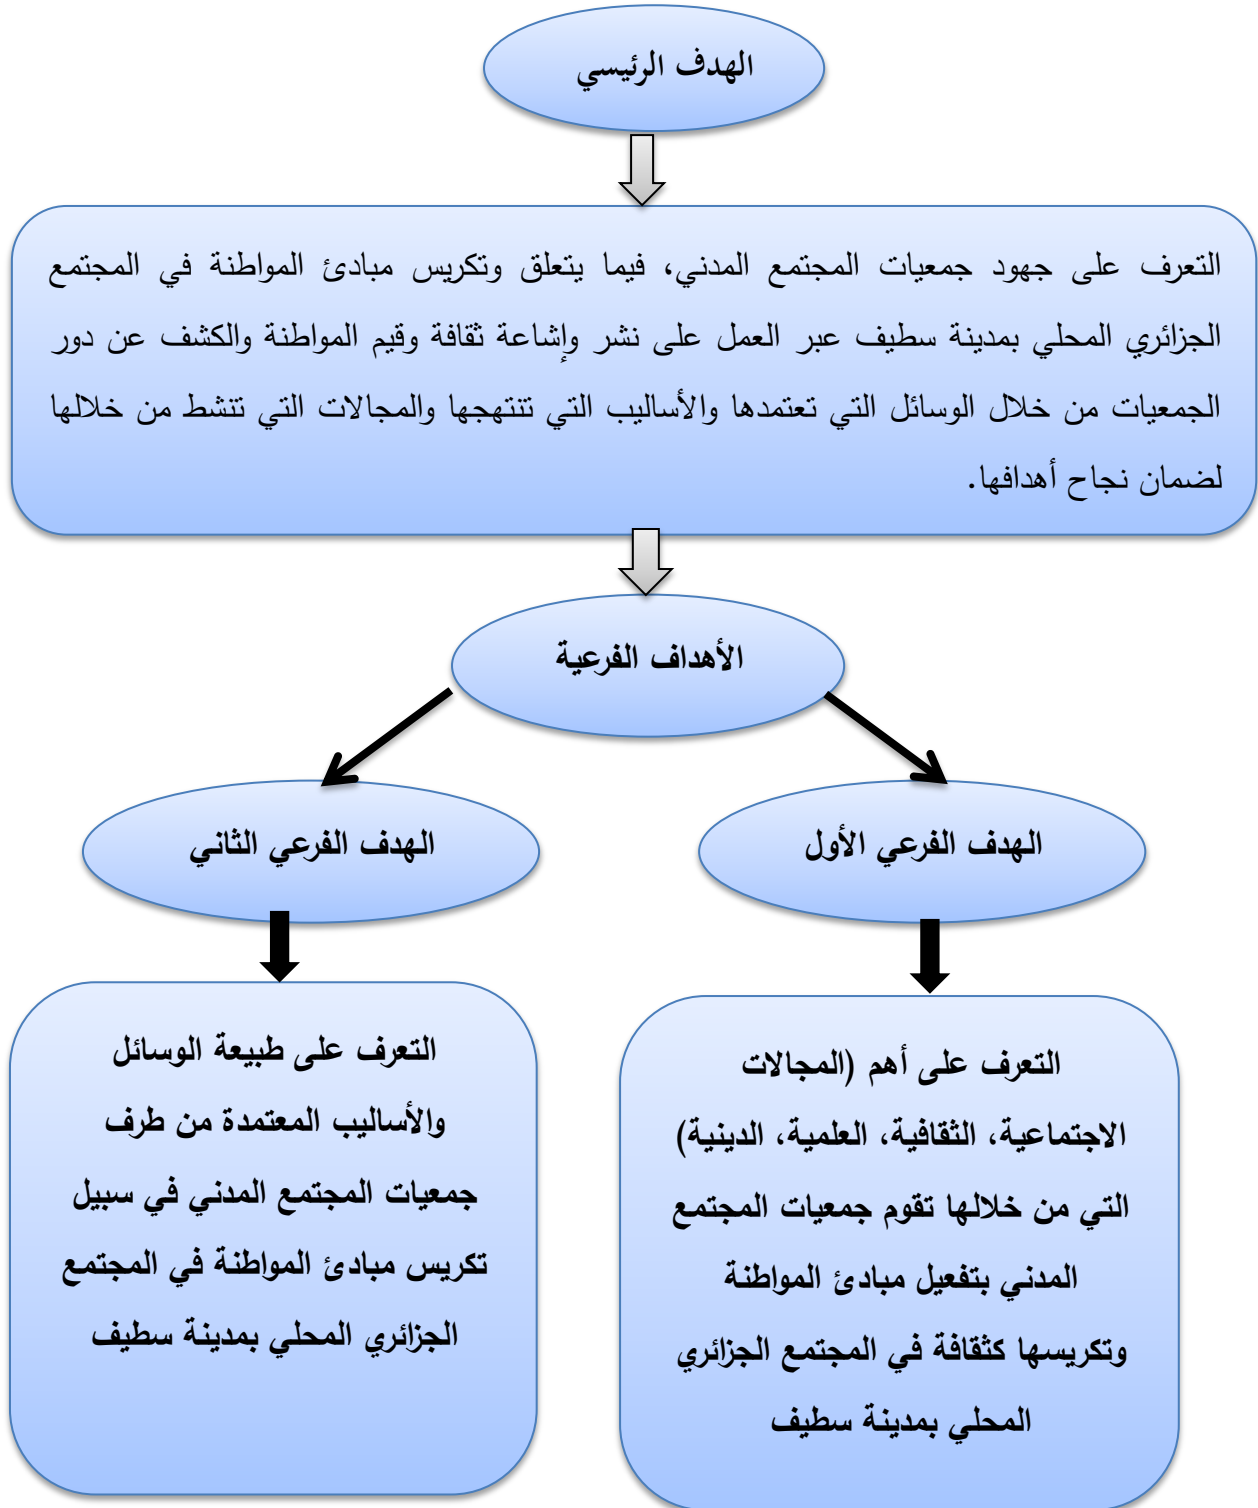 الهدف الرئيسي
التعرف على جهود جمعيات المجتمع المدني، فيما يتعلق وتكريس مبادئ المواطنة في المجتمع
الجزائري المحلي بمدينة سطيف عبر العمل على نشر وإشاعة ثقافة وقيم المواطنة والكشف عن دور
الجمعيات من خلال الوسائل التي تعتمدها والأساليب التي تنتهجها والمجالات التي تنشط من خلالها
لضمان نجاح أهدافها.
الأهداف الفرعية
الهدف الفرعي الأول
التعرف على أهم (المجالات
الاجتماعية، الثقافية، العلمية، الدينية)
التي من خلالها تقوم جمعيات المجتمع
المدني بتفعيل مبادئ المواطنة
وتكريسها كثقافة في المجتمع الجزائري
المحلي بمدينة سطيف
الهدف الفرعي الثاني
التعرف على طبيعة الوسائل
والأساليب المعتمدة من طرف
جمعيات المجتمع المدني في سبيل
تكريس مبادئ المواطنة في المجتمع
الجزائري المحلي بمدينة سطيف